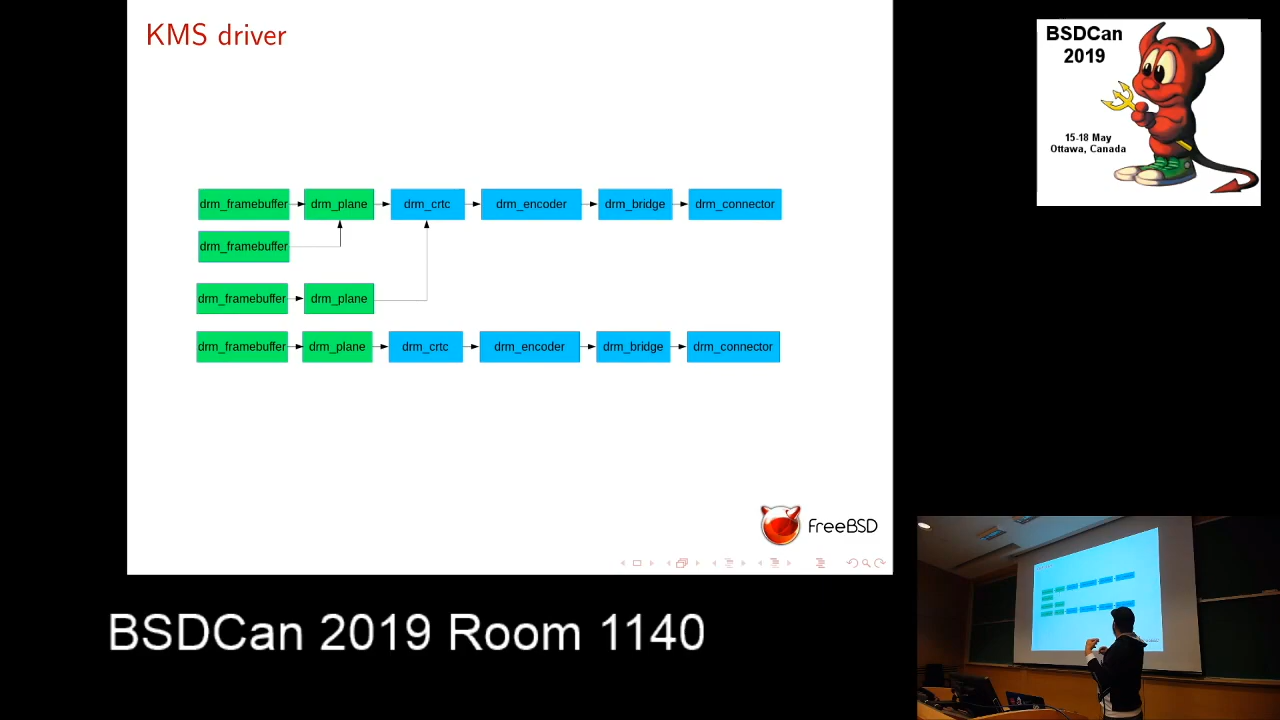 KMS driver
drm_framebuffer drm_plane drm_crtc drm_encoder drm_bridge drm_connector
drm_framebuffer
drm_framebuffer drm_plane
drm_framebuffer drm_plane drm_crtc drm_encoder drm_bridge drm_connector
FreeBSD
BSDCan
2019
15-18 May
Ottawa, Canada
BSDCan 2019 Room 1140